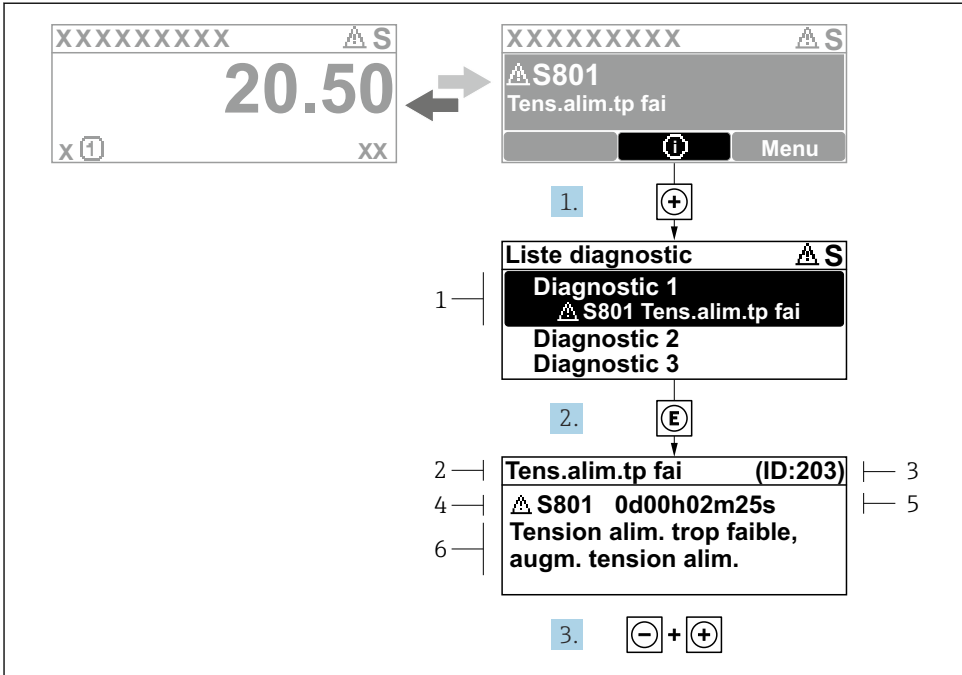 XXXXXXXXX ⚠ S
20.50
x ① xx
XXXXXXXXX ⚠ S
⚠ S801
Tens.alim.tp fai
ⓘ Menu
1. +
Liste diagnostic ⚠ S
1
Diagnostic 1
⚠ S801 Tens.alim.tp fai
Diagnostic 2
Diagnostic 3
2. E
2 Tens.alim.tp fai (ID:203) 3
4 ⚠ S801 0d00h02m25s 5
6
Tension alim. trop faible,
augm. tension alim.
3. - + +